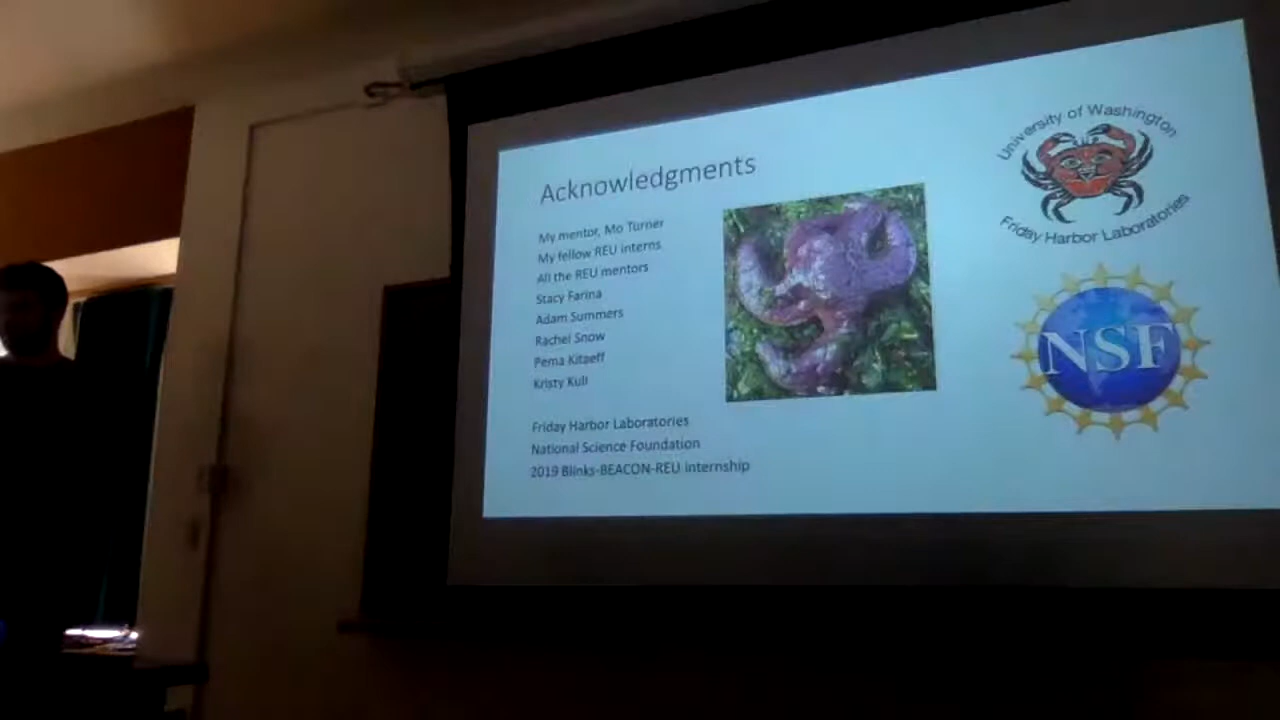 Acknowledgments
My mentor, Mo Turner
My fellow REU interns
All the REU mentors
Stacy Farina
Adam Summers
Rachel Snow
Pema Kitaeff
Kristy Kull
Friday Harbor Laboratories
National Science Foundation
2019 Blinks-BEACON-REU internship
University of Washington
Friday Harbor Laboratories
NSF